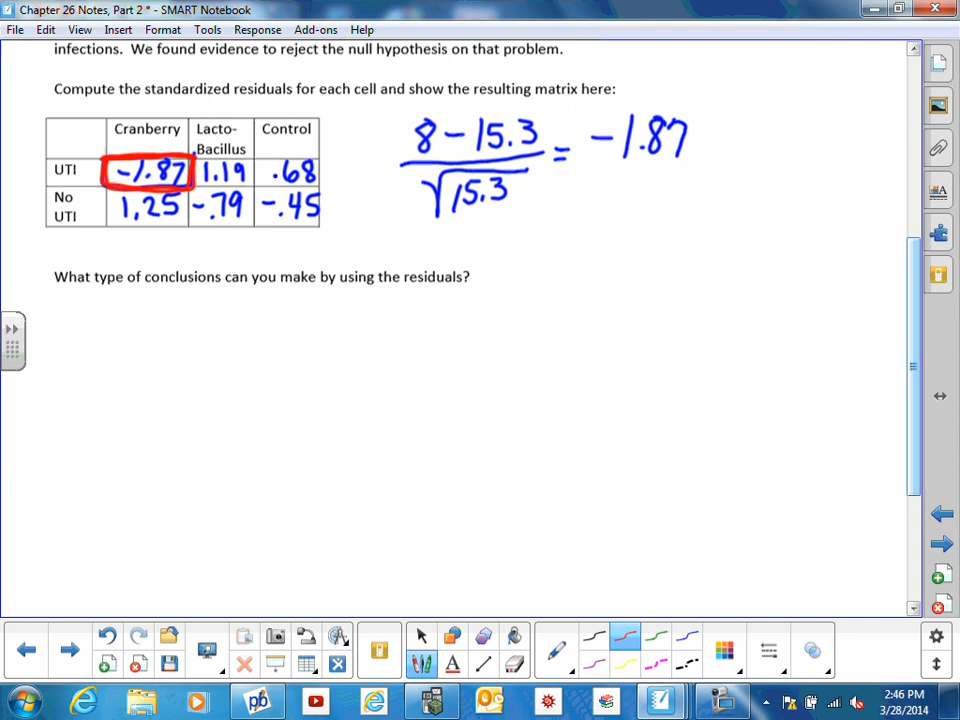 Chapter 26 Notes, Part 2 * - SMART Notebook
File Edit View Insert Format Tools Response Add-ons Help
infections. We found evidence to reject the null hypothesis on that problem.
Compute the standardized residuals for each cell and show the resulting matrix here:
Cranberry Lacto- Control
Bacillus
UTI -1.87 1.19 .68
No 1.25 -.79 -.45
UTI
8 - 15.3
√15.3
= -1.87
What type of conclusions can you make by using the residuals?
A
pb
2:46 PM
3/28/2014